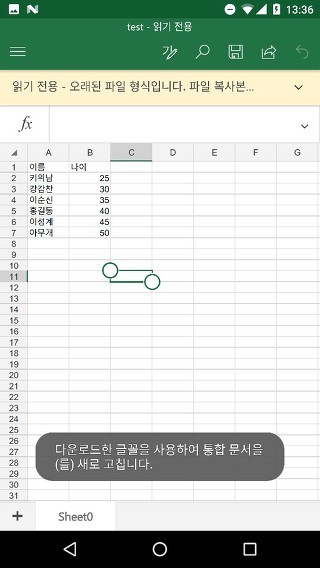 13:36
test - 읽기 전용
읽기 전용 - 오래된 파일 형식입니다. 파일 복사본...
fx
A B C D E F G
1 이름 나이
2 키위남 25
3 강감찬 30
4 이순신 35
5 홍길동 40
6 이성계 45
7 아무개 50
8
9
10
11
12
13
14
15
16
17
18
19
20
21
22
23
24
25
26
27
28
29
30
31
다운로드한 글꼴을 사용하여 통합 문서을
(를) 새로 고칩니다.
+ Sheet0